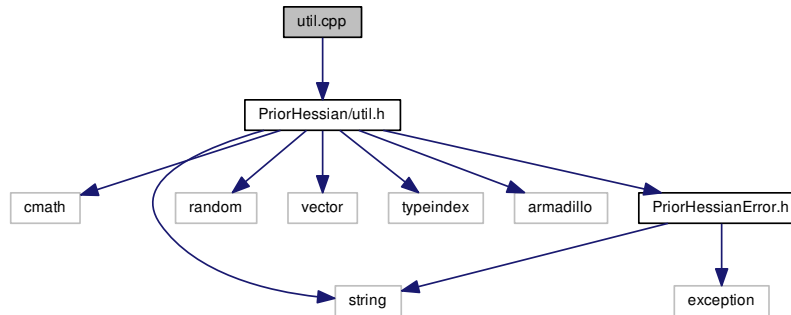 util.cpp
PriorHessian/util.h
cmath
random
vector
typeindex
armadillo
PriorHessianError.h
string
exception